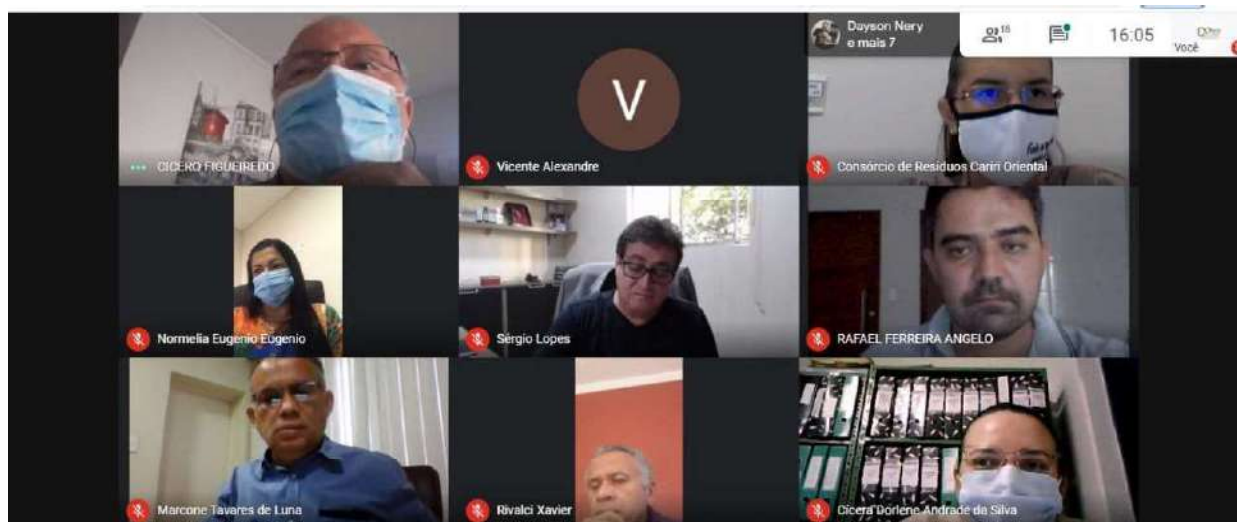 Dayson Nery
e mais 7
16
16:05
Você
CICERO FIGUEIREDO
V
Vicente Alexandre
Consórcio de Resíduos Cariri Oriental
Normelia Eugenio Eugenio
Sérgio Lopes
RAFAEL FERREIRA ANGELO
Marcone Tavares de Luna
Rivalci Xavier
Cícera Dorlene Andrade da Silva